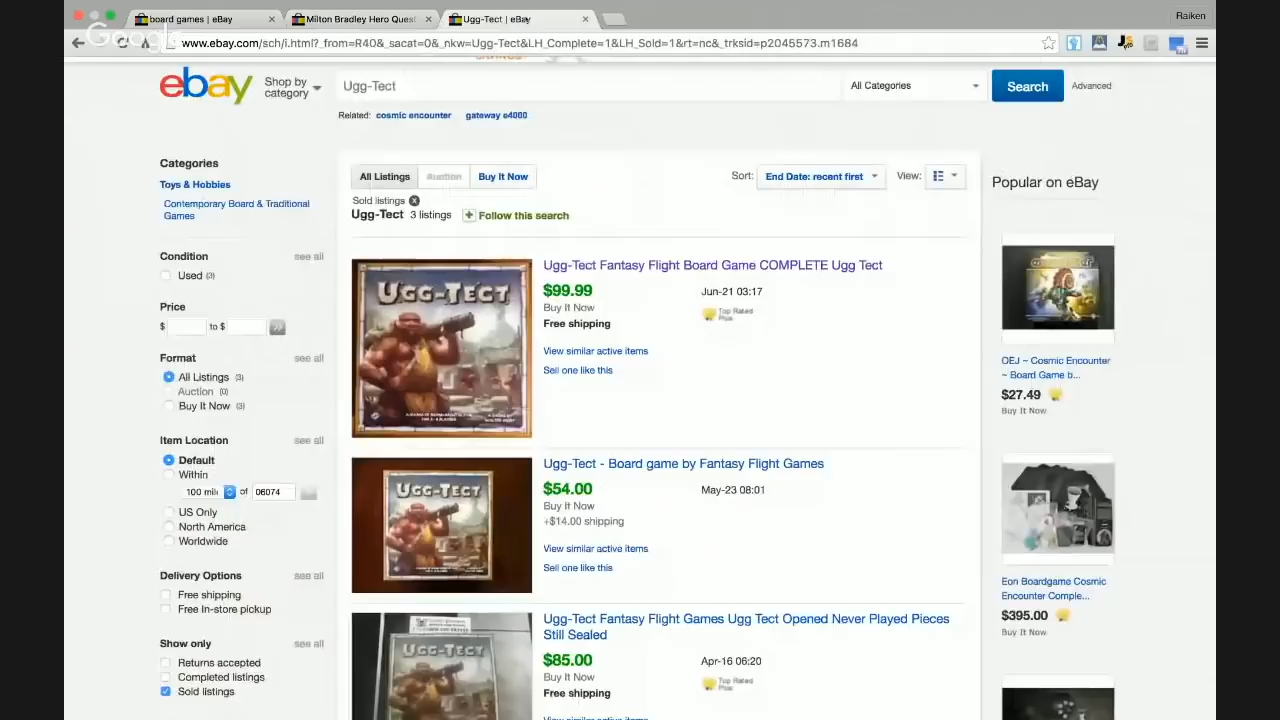 board games | eBay
Milton Bradley Hero Quest
Ugg-Tect | eBay
Raiken
www.ebay.com/sch/i.html?_from=R40&_sacat=0&_nkw=Ugg-Tect&LH_Complete=1&LH_Sold=1&rt=nc&_trksid=p2045573.m1684
Google
ebay
Shop by category
Ugg-Tect
All Categories
Search
Advanced
Related: cosmic encounter gateway e4000
Categories
Toys & Hobbies
Contemporary Board & Traditional
Games
Condition see all
Used (3)
Price
$ to $
Format see all
All Listings (3)
Auction (0)
Buy It Now (3)
Item Location see all
Default
Within
100 mil of 06074
US Only
North America
Worldwide
Delivery Options see all
Free shipping
Free In-store pickup
Show only see all
Returns accepted
Completed listings
Sold listings
All Listings Auction Buy It Now
Sort: End Date: recent first View:
Sold listings
Ugg-Tect 3 listings Follow this search
UGG-TECT
Ugg-Tect Fantasy Flight Board Game COMPLETE Ugg Tect
$99.99 Jun-21 03:17
Buy It Now Top Rated Plus
Free shipping
View similar active items
Sell one like this
UGG-TECT
Ugg-Tect - Board game by Fantasy Flight Games
$54.00 May-23 08:01
Buy It Now
+$14.00 shipping
View similar active items
Sell one like this
UGG-TECT
Ugg-Tect Fantasy Flight Games Ugg Tect Opened Never Played Pieces
Still Sealed
$85.00 Apr-16 06:20
Buy It Now Top Rated Plus
Free shipping
View similar active items
Popular on eBay
OEJ ~ Cosmic Encounter
~ Board Game b...
$27.49
Buy It Now
Eon Boardgame Cosmic
Encounter Comple...
$395.00
Buy It Now